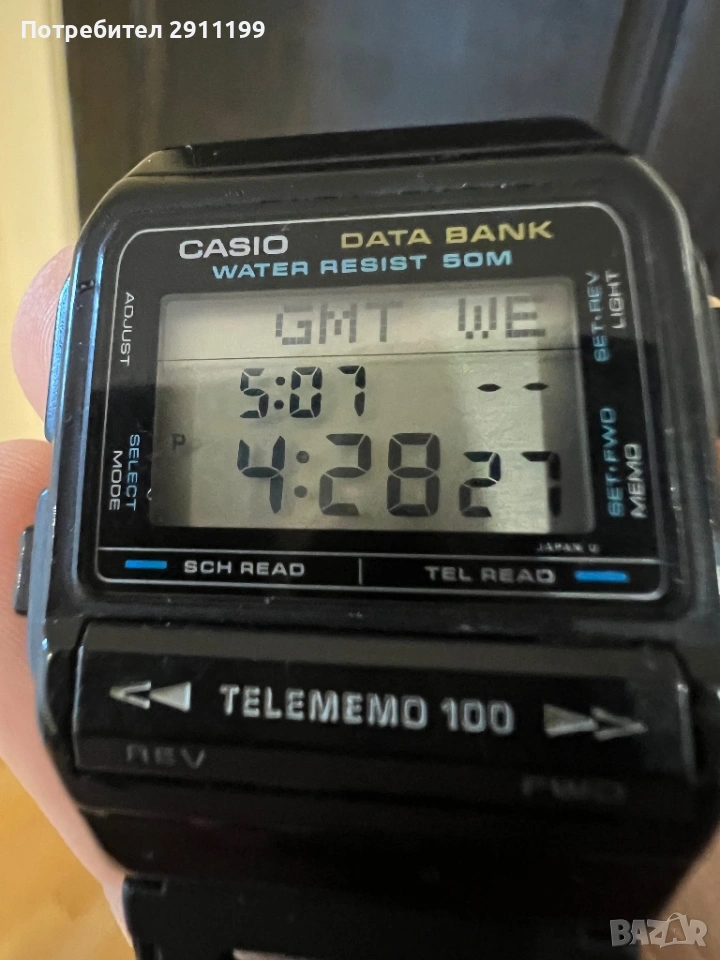 Потребител 2911199
CASIO DATA BANK
WATER RESIST 50M
ADJUST
SELECT
MODE
GMT WE
5:07 --
P
4:28 27
SET·REV
LIGHT
SET·FWD
MEMO
JAPAN U
SCH READ TEL READ
TELEMEMO 100
REV FWD
BAZAR